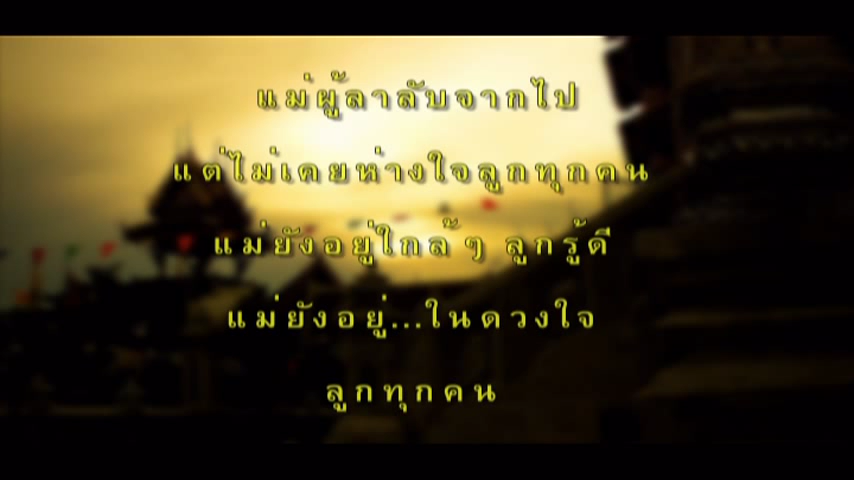 แม่ผู้ลาลับจากไป
แต่ไม่เคยห่างใจลูกทุกคน
แม่ยังอยู่ใกล้ๆ ลูกรู้ดี
แม่ยังอยู่...ในดวงใจ
ลูกทุกคน